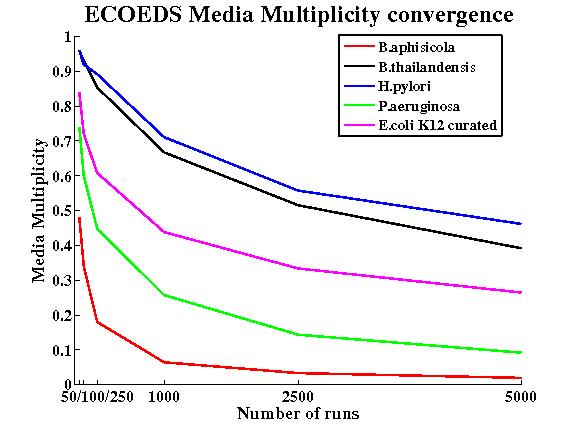 ECOEDS Media Multiplicity convergence
B.aphisicola
B.thailandensis
H.pylori
P.aeruginosa
E.coli K12 curated
Media Multiplicity
1
0.9
0.8
0.7
0.6
0.5
0.4
0.3
0.2
0.1
0
50/100/250 1000 2500 5000
Number of runs